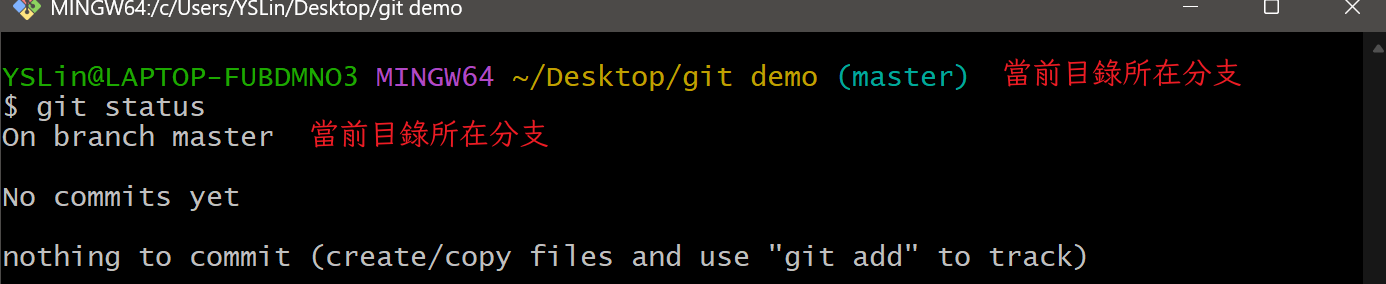 MINGW64:/c/Users/YSLin/Desktop/git demo
YSLin@LAPTOP-FUBDMNO3 MINGW64 ~/Desktop/git demo (master) 當前目錄所在分支
$ git status
On branch master 當前目錄所在分支
No commits yet
nothing to commit (create/copy files and use "git add" to track)